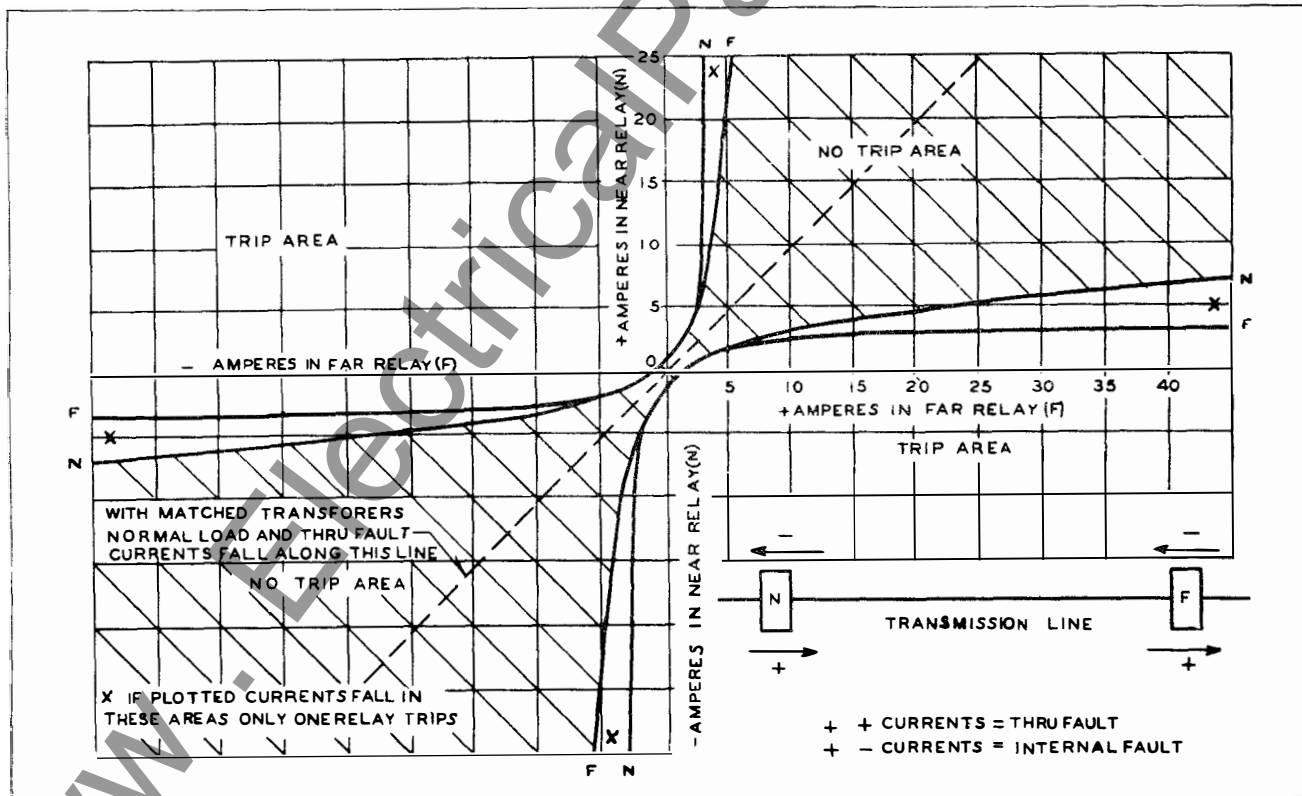 N F
25
20
15
10
5
0
+ AMPERES IN NEAR RELAY(N)
NO TRIP AREA
TRIP AREA
− AMPERES IN FAR RELAY(F)
N
X
F
5 10 15 20 25 30 35 40
+AMPERES IN FAR RELAY (F)
TRIP AREA
F
X
N
WITH MATCHED TRANSFORERS
NORMAL LOAD AND THRU FAULT
CURRENTS FALL ALONG THIS LINE
NO TRIP AREA
X IF PLOTTED CURRENTS FALL IN
THESE AREAS ONLY ONE RELAY TRIPS
X
X
F N
-AMPERES IN NEAR RELAY(N)
− −
N F
TRANSMISSION LINE
+ +
+ + CURRENTS = THRU FAULT
+ − CURRENTS = INTERNAL FAULT
www.ElectricalPa